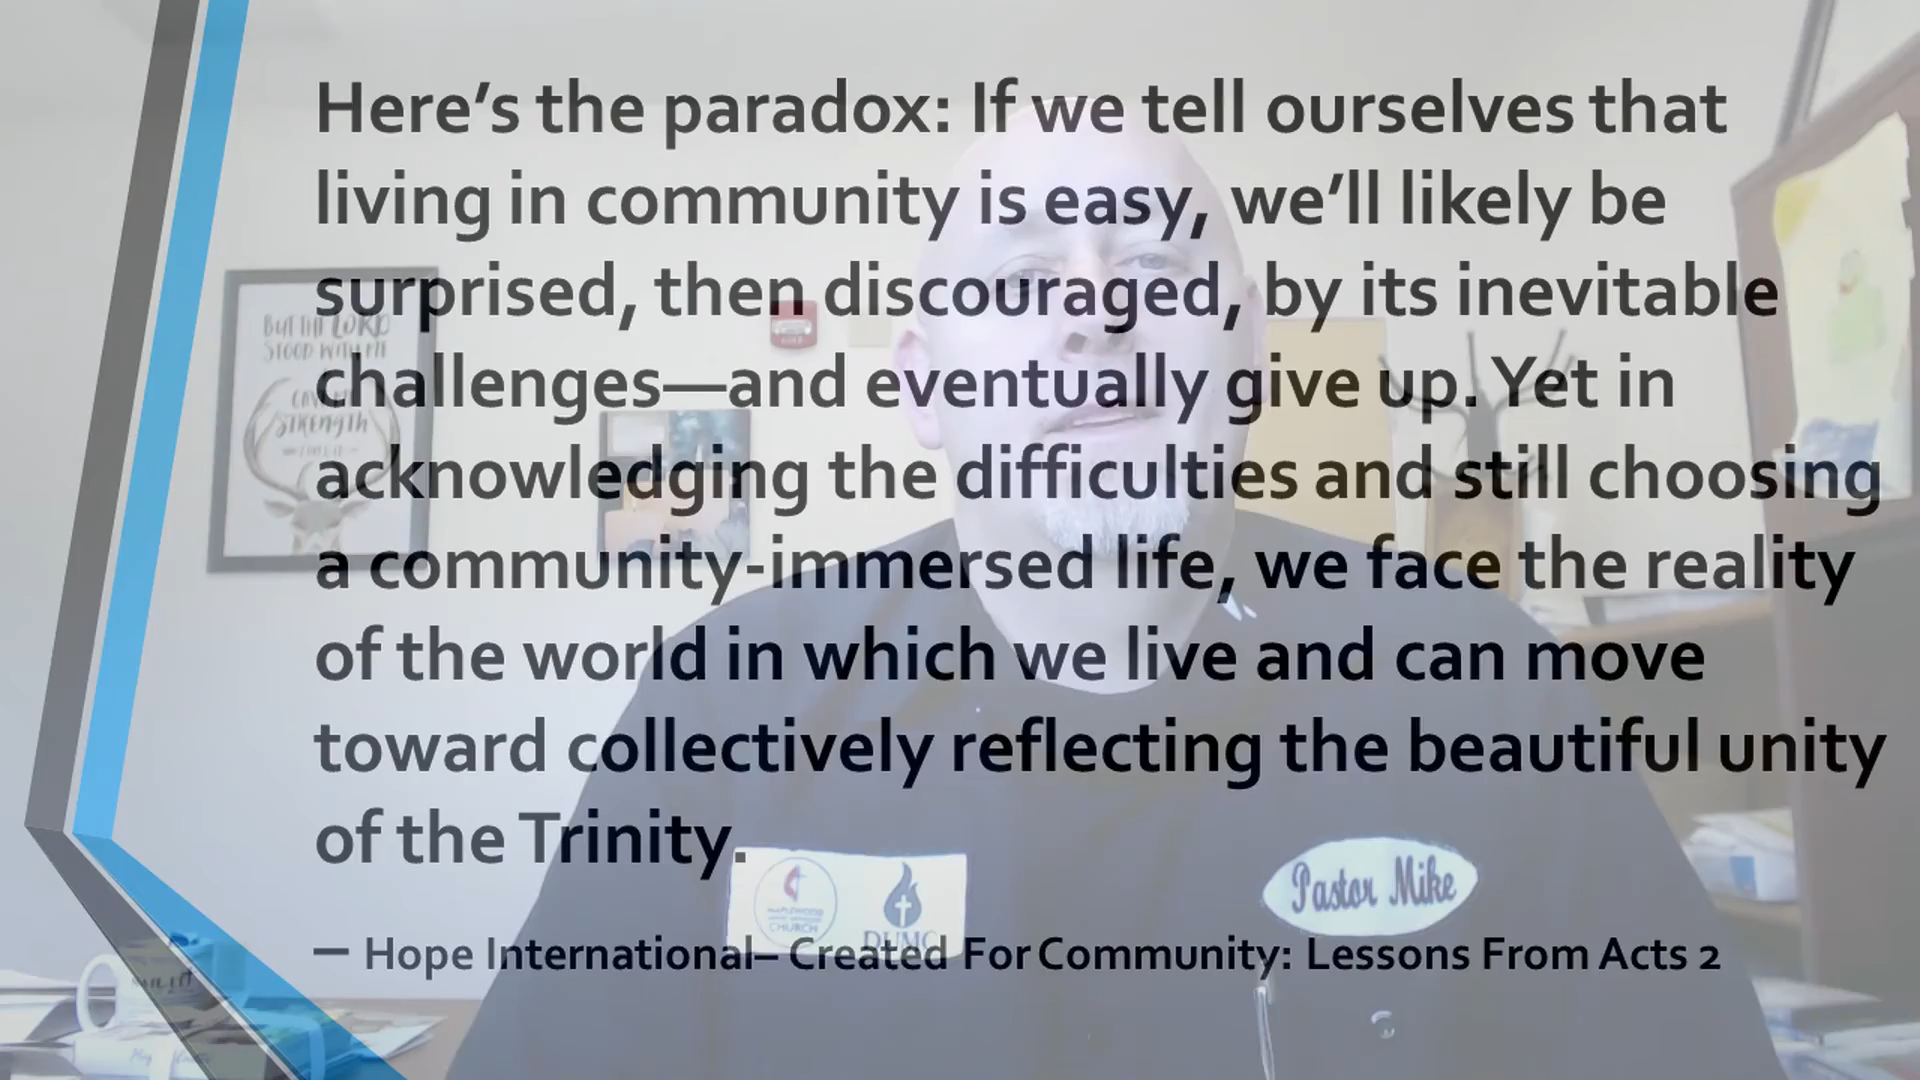 Here’s the paradox: If we tell ourselves that
living in community is easy, we’ll likely be
surprised, then discouraged, by its inevitable
challenges—and eventually give up. Yet in
acknowledging the difficulties and still choosing
a community-immersed life, we face the reality
of the world in which we live and can move
toward collectively reflecting the beautiful unity
of the Trinity.
— Hope International– Created For Community: Lessons From Acts 2
BUT THE LORD
STOOD WITH ME
STRENGTH
MAPLEWOOD
CHURCH
DUMC
Pastor Mike